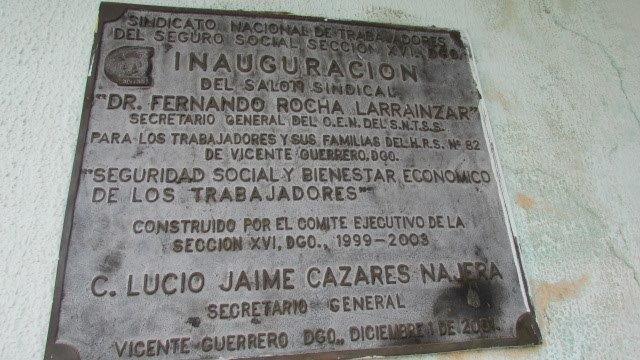 SINDICATO NACIONAL DE TRABAJADORES
DEL SEGURO SOCIAL SECCION XVI, DGO.
INAUGURACION
DEL SALON SINDICAL
"DR. FERNANDO ROCHA LARRAINZAR"
SECRETARIO GENERAL DEL C.E.N. DEL S.N.T.S.S.
PARA LOS TRABAJADORES Y SUS FAMILIAS DEL H.R.S. Nº 82
DE VICENTE GUERRERO, DGO.
"SEGURIDAD SOCIAL Y BIENESTAR ECONOMICO
DE LOS TRABAJADORES"
CONSTRUIDO POR EL COMITE EJECUTIVO DE LA
SECCION XVI, DGO., 1999-2003
C. LUCIO JAIME CAZARES NAJERA
SECRETARIO GENERAL
VICENTE GUERRERO DGO., DICIEMBRE 1 DE 2001.